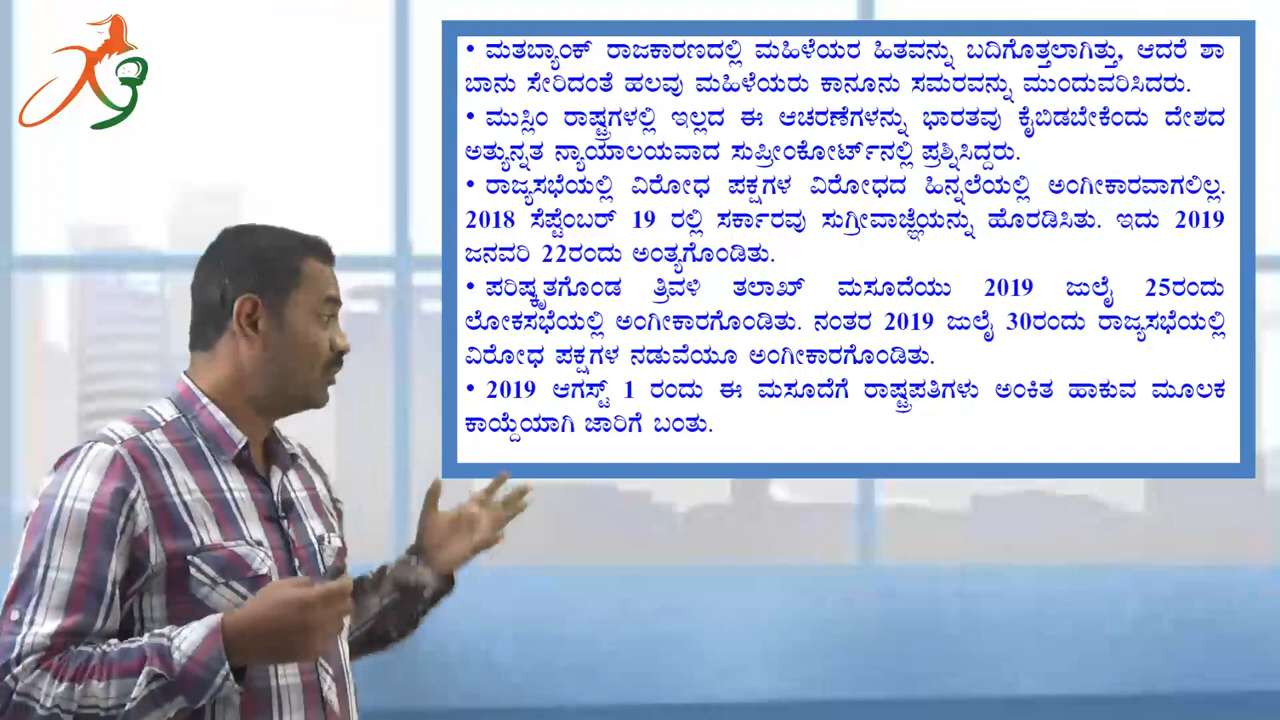 • ಮತಬ್ಯಾಂಕ್ ರಾಜಕಾರಣದಲ್ಲಿ ಮಹಿಳೆಯರ ಹಿತವನ್ನು ಬದಿಗೊತ್ತಲಾಗಿತ್ತು, ಆದರೆ ಶಾ
ಬಾನು ಸೇರಿದಂತೆ ಹಲವು ಮಹಿಳೆಯರು ಕಾನೂನು ಸಮರವನ್ನು ಮುಂದುವರಿಸಿದರು.
• ಮುಸ್ಲಿಂ ರಾಷ್ಟ್ರಗಳಲ್ಲಿ ಇಲ್ಲದ ಈ ಆಚರಣೆಗಳನ್ನು ಭಾರತವು ಕೈಬಿಡಬೇಕೆಂದು ದೇಶದ
ಅತ್ಯುನ್ನತ ನ್ಯಾಯಾಲಯವಾದ ಸುಪ್ರೀಂಕೋರ್ಟ್‌ನಲ್ಲಿ ಪ್ರಶ್ನಿಸಿದ್ದರು.
• ರಾಜ್ಯಸಭೆಯಲ್ಲಿ ವಿರೋಧ ಪಕ್ಷಗಳ ವಿರೋಧದ ಹಿನ್ನಲೆಯಲ್ಲಿ ಅಂಗೀಕಾರವಾಗಲಿಲ್ಲ.
2018 ಸೆಪ್ಟೆಂಬರ್ 19 ರಲ್ಲಿ ಸರ್ಕಾರವು ಸುಗ್ರೀವಾಜ್ಞೆಯನ್ನು ಹೊರಡಿಸಿತು. ಇದು 2019
ಜನವರಿ 22ರಂದು ಅಂತ್ಯಗೊಂಡಿತು.
• ಪರಿಷ್ಕೃತಗೊಂಡ ತ್ರಿವಳಿ ತಲಾಖ್ ಮಸೂದೆಯು 2019 ಜುಲೈ 25ರಂದು
ಲೋಕಸಭೆಯಲ್ಲಿ ಅಂಗೀಕಾರಗೊಂಡಿತು. ನಂತರ 2019 ಜುಲೈ 30ರಂದು ರಾಜ್ಯಸಭೆಯಲ್ಲಿ
ವಿರೋಧ ಪಕ್ಷಗಳ ನಡುವೆಯೂ ಅಂಗೀಕಾರಗೊಂಡಿತು.
• 2019 ಆಗಸ್ಟ್ 1 ರಂದು ಈ ಮಸೂದೆಗೆ ರಾಷ್ಟ್ರಪತಿಗಳು ಅಂಕಿತ ಹಾಕುವ ಮೂಲಕ
ಕಾಯ್ದೆಯಾಗಿ ಜಾರಿಗೆ ಬಂತು.